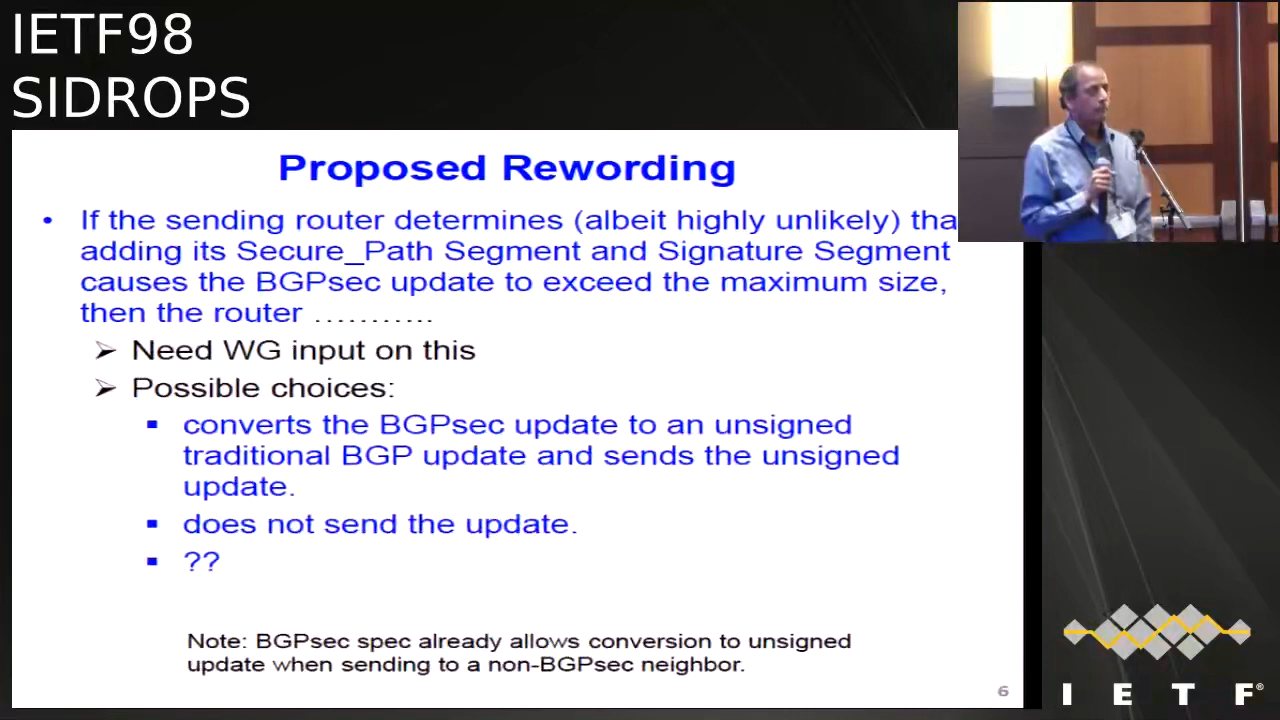 IETF98
SIDROPS
Proposed Rewording
• If the sending router determines (albeit highly unlikely) tha
adding its Secure_Path Segment and Signature Segment
causes the BGPsec update to exceed the maximum size,
then the router ………..
➢ Need WG input on this
➢ Possible choices:
▪ converts the BGPsec update to an unsigned
traditional BGP update and sends the unsigned
update.
▪ does not send the update.
▪ ??
Note: BGPsec spec already allows conversion to unsigned
update when sending to a non-BGPsec neighbor.
6
I E T F®